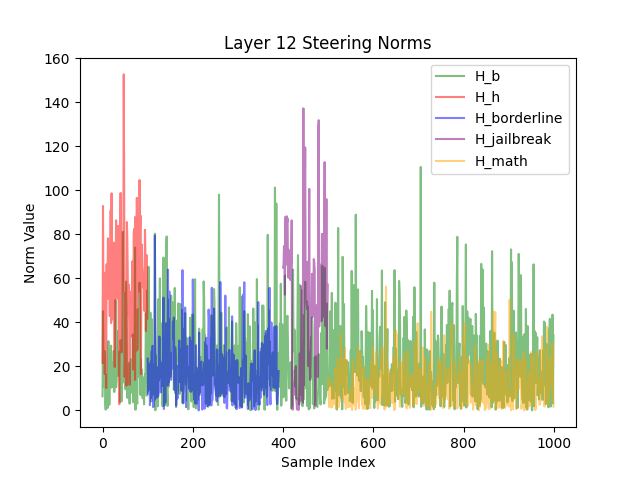 Layer 12 Steering Norms
Norm Value
160
140
120
100
80
60
40
20
0
H_b
H_h
H_borderline
H_jailbreak
H_math
0
200
400
600
800
1000
Sample Index